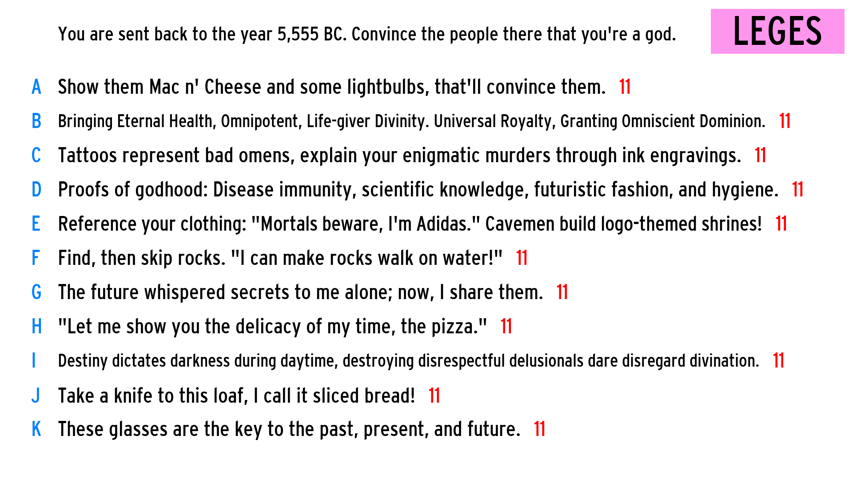 You are sent back to the year 5,555 BC. Convince the people there that you're a god.
LEGES
A Show them Mac n' Cheese and some lightbulbs, that'll convince them. 11
B Bringing Eternal Health, Omnipotent, Life-giver Divinity. Universal Royalty, Granting Omniscient Dominion. 11
C Tattoos represent bad omens, explain your enigmatic murders through ink engravings. 11
D Proofs of godhood: Disease immunity, scientific knowledge, futuristic fashion, and hygiene. 11
E Reference your clothing: "Mortals beware, I'm Adidas." Cavemen build logo-themed shrines! 11
F Find, then skip rocks. "I can make rocks walk on water!" 11
G The future whispered secrets to me alone; now, I share them. 11
H "Let me show you the delicacy of my time, the pizza." 11
I Destiny dictates darkness during daytime, destroying disrespectful delusionals dare disregard divination. 11
J Take a knife to this loaf, I call it sliced bread! 11
K These glasses are the key to the past, present, and future. 11